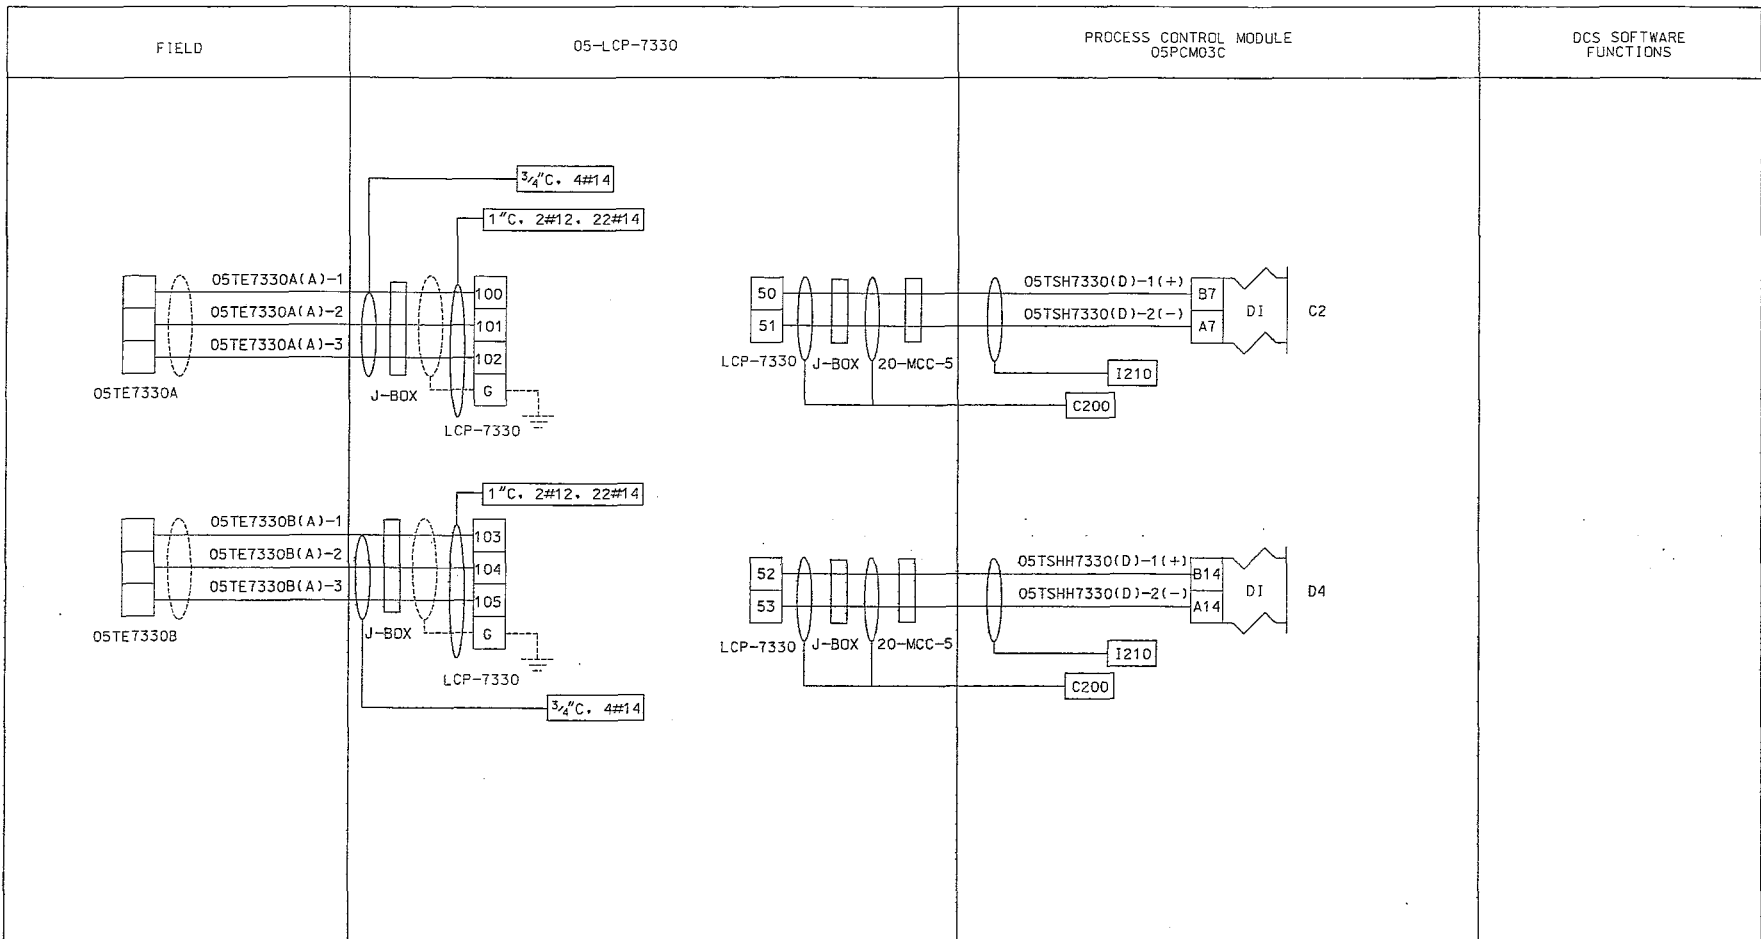 FIELD
05-LCP-7330
PROCESS CONTROL MODULE
05PCM03C
DCS SOFTWARE
FUNCTIONS
3/4"C, 4#14
1"C, 2#12, 22#14
05TE7330A(A)-1
05TE7330A(A)-2
05TE7330A(A)-3
05TE7330A
100
101
102
G
J-BOX
LCP-7330
50
51
LCP-7330
J-BOX
20-MCC-5
05TSH7330(D)-1(+)
05TSH7330(D)-2(-)
B7
A7
DI
C2
I210
C200
1"C, 2#12, 22#14
05TE7330B(A)-1
05TE7330B(A)-2
05TE7330B(A)-3
05TE7330B
103
104
105
G
J-BOX
LCP-7330
3/4"C, 4#14
52
53
LCP-7330
J-BOX
20-MCC-5
05TSHH7330(D)-1(+)
05TSHH7330(D)-2(-)
B14
A14
DI
D4
I210
C200